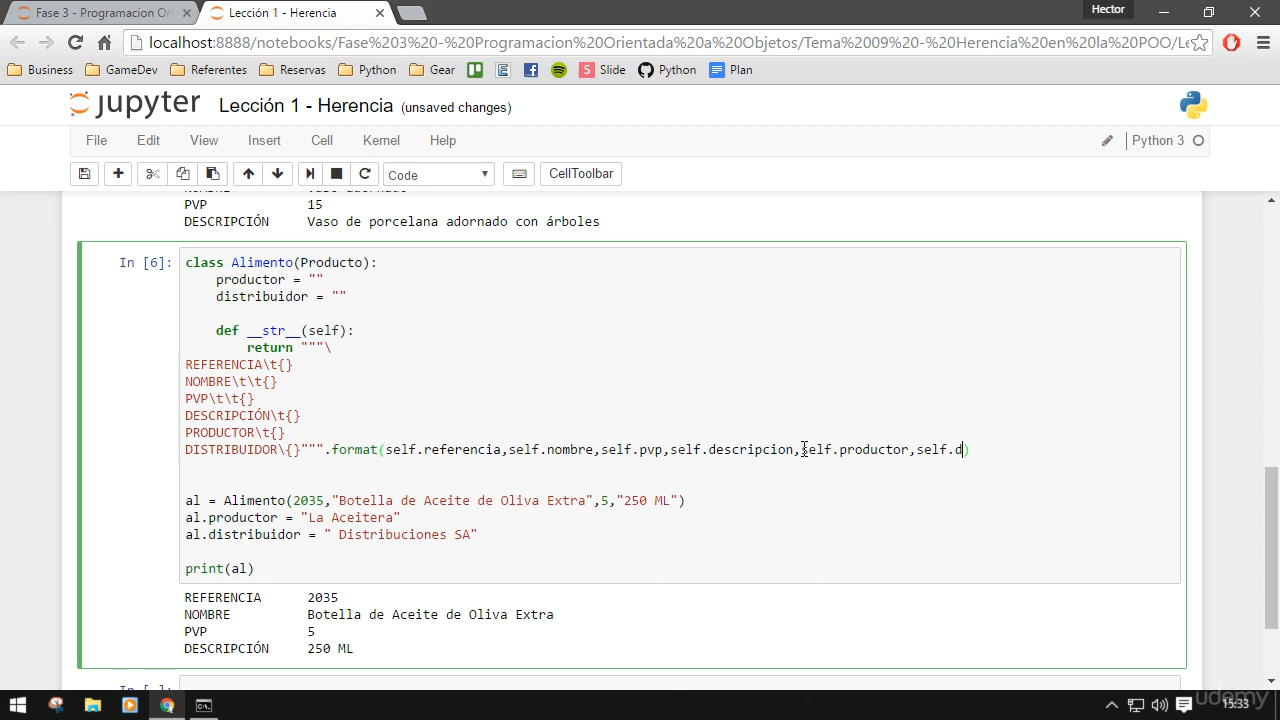 Fase 3 - Programacion On
Lección 1 - Herencia
Hector
localhost:8888/notebooks/Fase%203%20-%20Programacion%20Orientada%20a%20Objetos/Tema%2009%20-%20Herencia%20en%20la%20POO/Le
Business GameDev Referentes Reservas Python Gear Slide Python Plan
jupyter Lección 1 - Herencia (unsaved changes)
File Edit View Insert Cell Kernel Help Python 3
Code CellToolbar
PVP 15
DESCRIPCIÓN Vaso de porcelana adornado con árboles
In [6]: class Alimento(Producto):
productor = ""
distribuidor = ""
def __str__(self):
return """\
REFERENCIA\t{}
NOMBRE\t\t{}
PVP\t\t{}
DESCRIPCIÓN\t{}
PRODUCTOR\t{}
DISTRIBUIDOR\{}""".format(self.referencia,self.nombre,self.pvp,self.descripcion,self.productor,self.d)
al = Alimento(2035,"Botella de Aceite de Oliva Extra",5,"250 ML")
al.productor = "La Aceitera"
al.distribuidor = " Distribuciones SA"
print(al)
REFERENCIA 2035
NOMBRE Botella de Aceite de Oliva Extra
PVP 5
DESCRIPCIÓN 250 ML
udemy
15:33